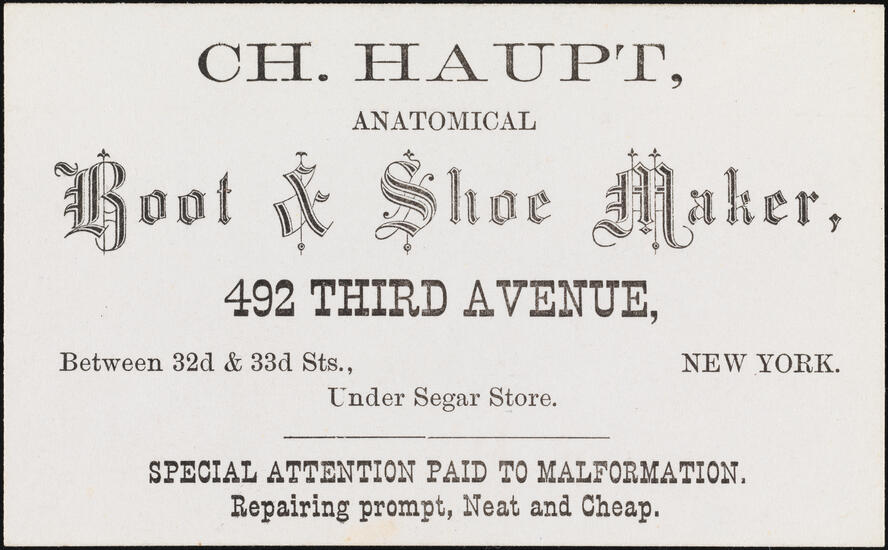 CH. HAUPT,
ANATOMICAL
Boot & Shoe Maker,
492 THIRD AVENUE,
Between 32d & 33d Sts., NEW YORK.
Under Segar Store.
SPECIAL ATTENTION PAID TO MALFORMATION.
Repairing prompt, Neat and Cheap.